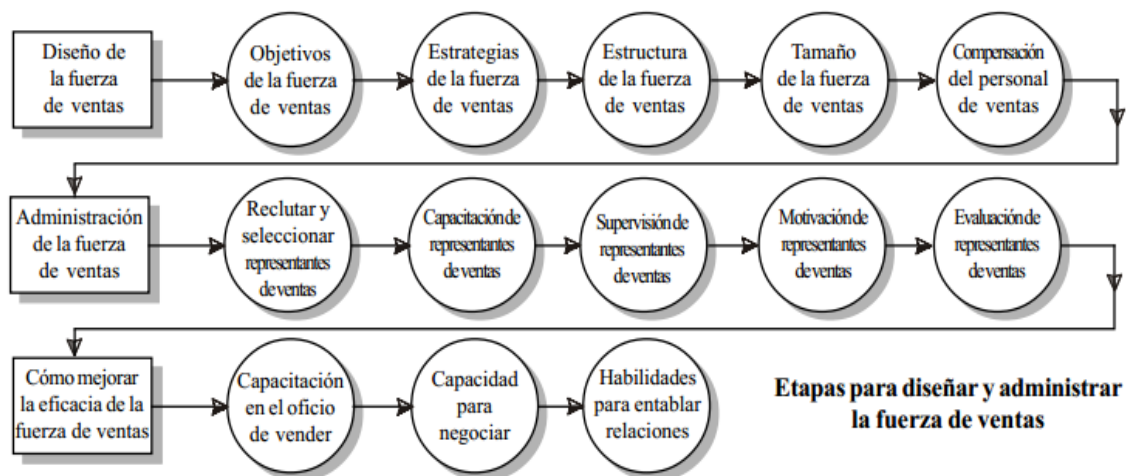 Diseño de
la fuerza
de ventas
Objetivos
de la fuerza
de ventas
Estrategias
de la fuerza
de ventas
Estructura
de la fuerza
de ventas
Tamaño
de la fuerza
de ventas
Compensación
del personal
de ventas
Administración
de la fuerza
de ventas
Reclutar y
seleccionar
representantes
de ventas
Capacitación de
representantes
de ventas
Supervisión de
representantes
de ventas
Motivación de
representantes
de ventas
Evaluación de
representantes
de ventas
Cómo mejorar
la eficacia de la
fuerza de ventas
Capacitación
en el oficio
de vender
Capacidad
para
negociar
Habilidades
para entablar
relaciones
Etapas para diseñar y administrar
la fuerza de ventas